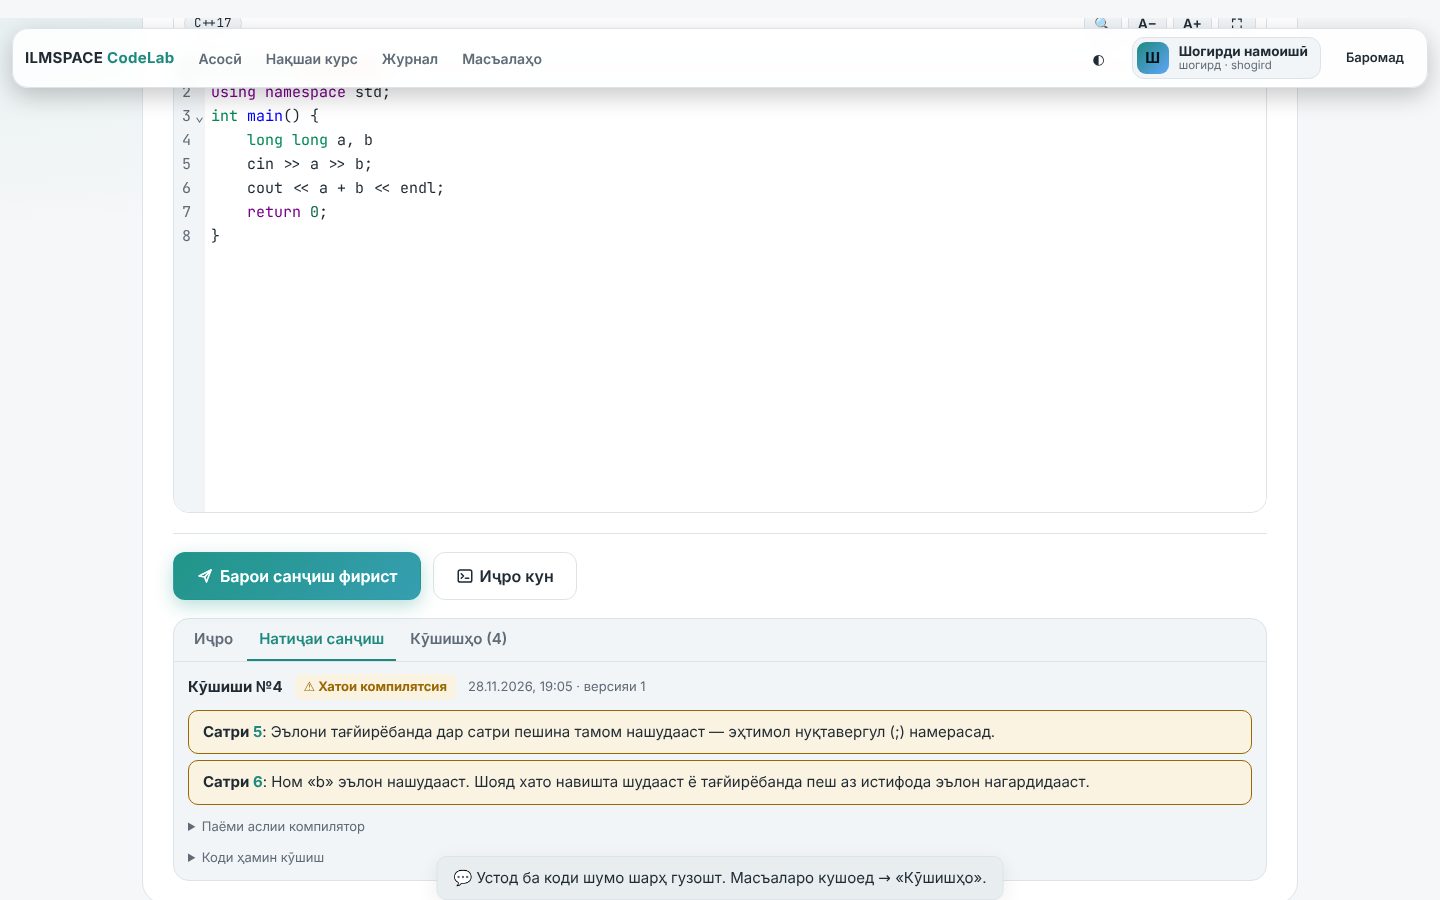 C++17
A−
A+
ILMSPACE CodeLab
Асосӣ
Нақшаи курс
Журнал
Масъалаҳо
Ш
Шогирди намоишӣ
шогирд · shogird
Баромад
2 using namespace std;
3 int main() {
4 long long a, b
5 cin >> a >> b;
6 cout << a + b << endl;
7 return 0;
8 }
Барои санҷиш фирист
Иҷро кун
Иҷро
Натиҷаи санҷиш
Кӯшишҳо (4)
Кӯшиши №4
⚠ Хатои компилятсия
28.11.2026, 19:05 · версияи 1
Сатри 5: Эълони тағйирёбанда дар сатри пешина тамом нашудааст — эҳтимол нуқтавергул (;) намерасад.
Сатри 6: Ном «b» эълон нашудааст. Шояд хато навишта шудааст ё тағйирёбанда пеш аз истифода эълон нагардидааст.
▶ Паёми аслии компилятор
▶ Коди ҳамин кӯшиш
💬 Устод ба коди шумо шарҳ гузошт. Масъаларо кушоед → «Кӯшишҳо».